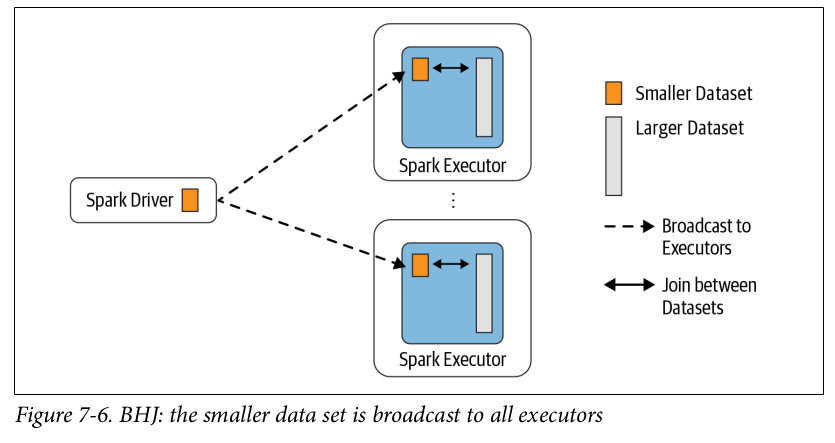 Spark Driver
Spark Executor
⋮
Spark Executor
Smaller Dataset
Larger Dataset
Broadcast to
Executors
Join between
Datasets
Figure 7-6. BHJ: the smaller data set is broadcast to all executors